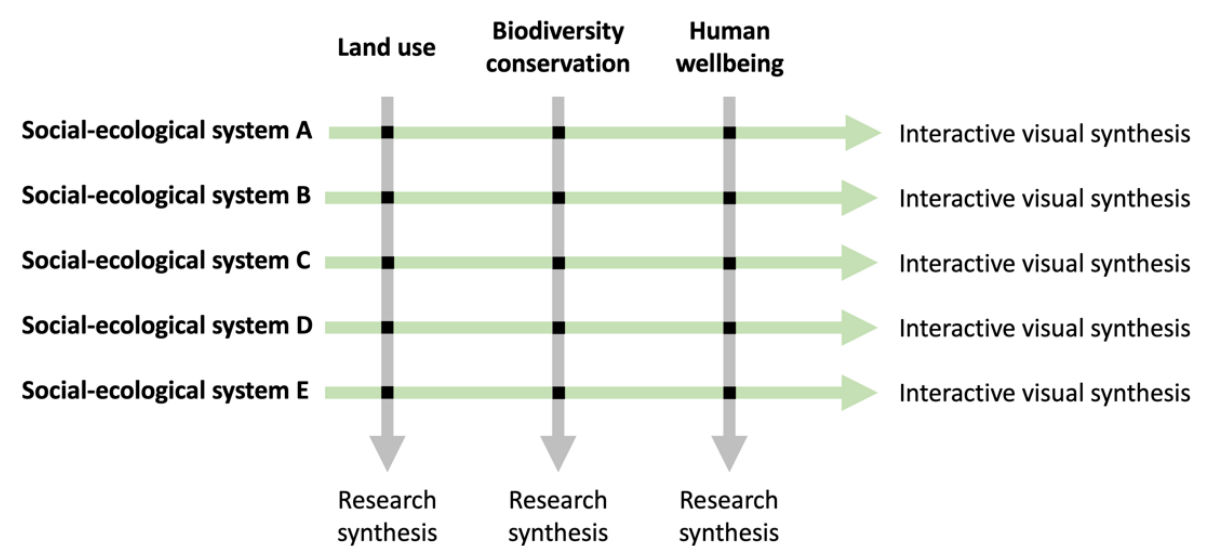 Land use
Biodiversity
conservation
Human
wellbeing
Social-ecological system A
Interactive visual synthesis
Social-ecological system B
Interactive visual synthesis
Social-ecological system C
Interactive visual synthesis
Social-ecological system D
Interactive visual synthesis
Social-ecological system E
Interactive visual synthesis
Research
synthesis
Research
synthesis
Research
synthesis